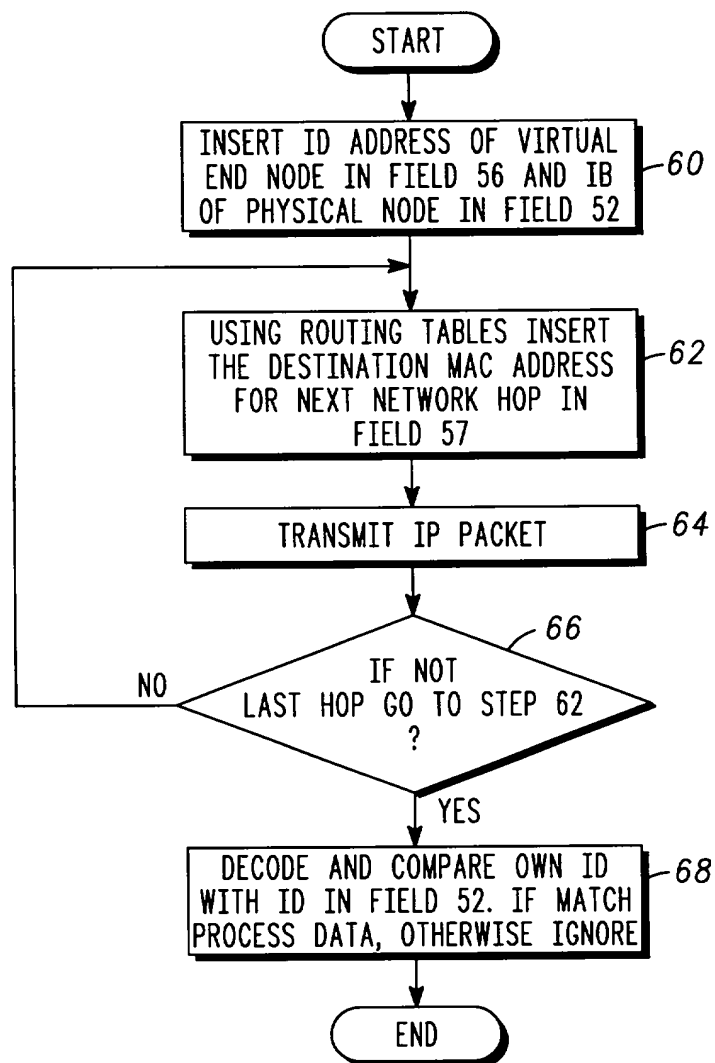 START
INSERT ID ADDRESS OF VIRTUAL
END NODE IN FIELD 56 AND IB
OF PHYSICAL NODE IN FIELD 52
60
USING ROUTING TABLES INSERT
THE DESTINATION MAC ADDRESS
FOR NEXT NETWORK HOP IN
FIELD 57
62
TRANSMIT IP PACKET
64
66
IF NOT
LAST HOP GO TO STEP 62
?
NO
YES
DECODE AND COMPARE OWN ID
WITH ID IN FIELD 52. IF MATCH
PROCESS DATA, OTHERWISE IGNORE
68
END